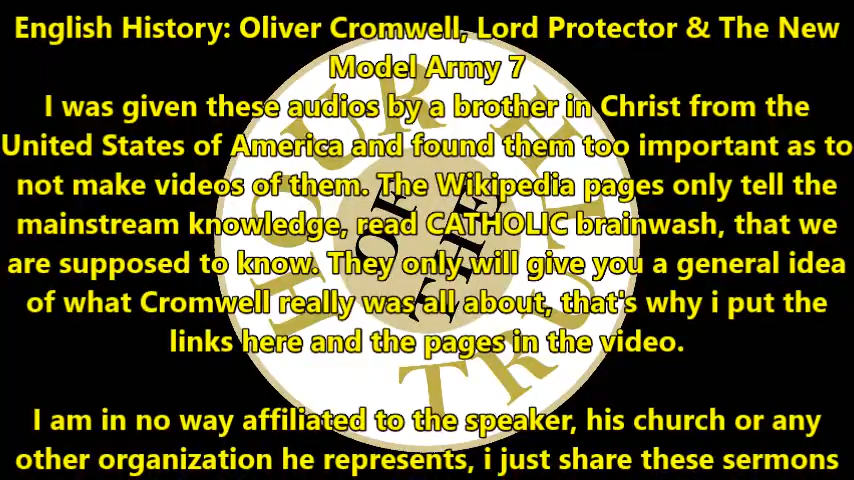 English History: Oliver Cromwell, Lord Protector & The New
Model Army 7
I was given these audios by a brother in Christ from the
United States of America and found them too important as to
not make videos of them. The Wikipedia pages only tell the
mainstream knowledge, read CATHOLIC brainwash, that we
are supposed to know. They only will give you a general idea
of what Cromwell really was all about, that's why i put the
links here and the pages in the video.
I am in no way affiliated to the speaker, his church or any
other organization he represents, i just share these sermons
HOUR
OF
THE
TRUTH